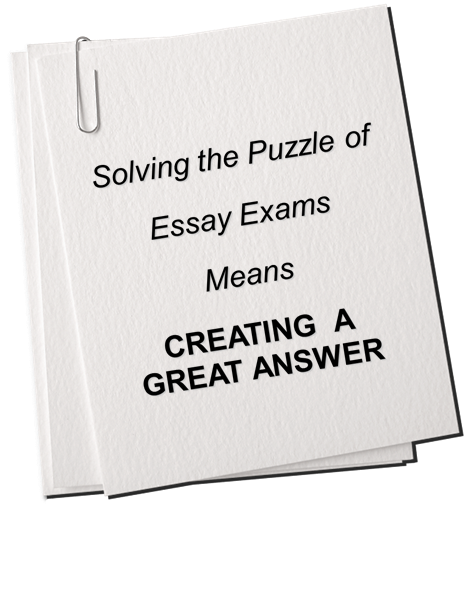 Solving the Puzzle of
Essay Exams
Means
CREATING A
GREAT ANSWER